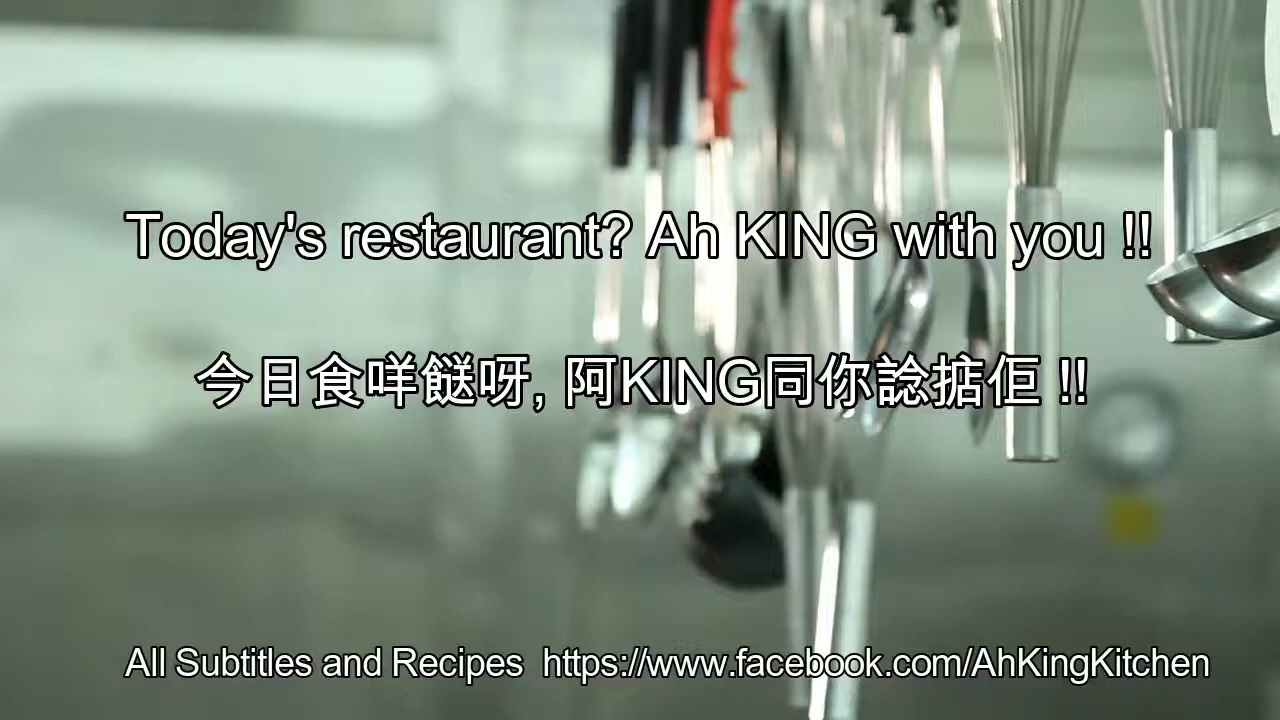 Today's restaurant? Ah KING with you !!
今日食咩餸呀, 阿KING同你諗掂佢 !!
All Subtitles and Recipes https://www.facebook.com/AhKingKitchen